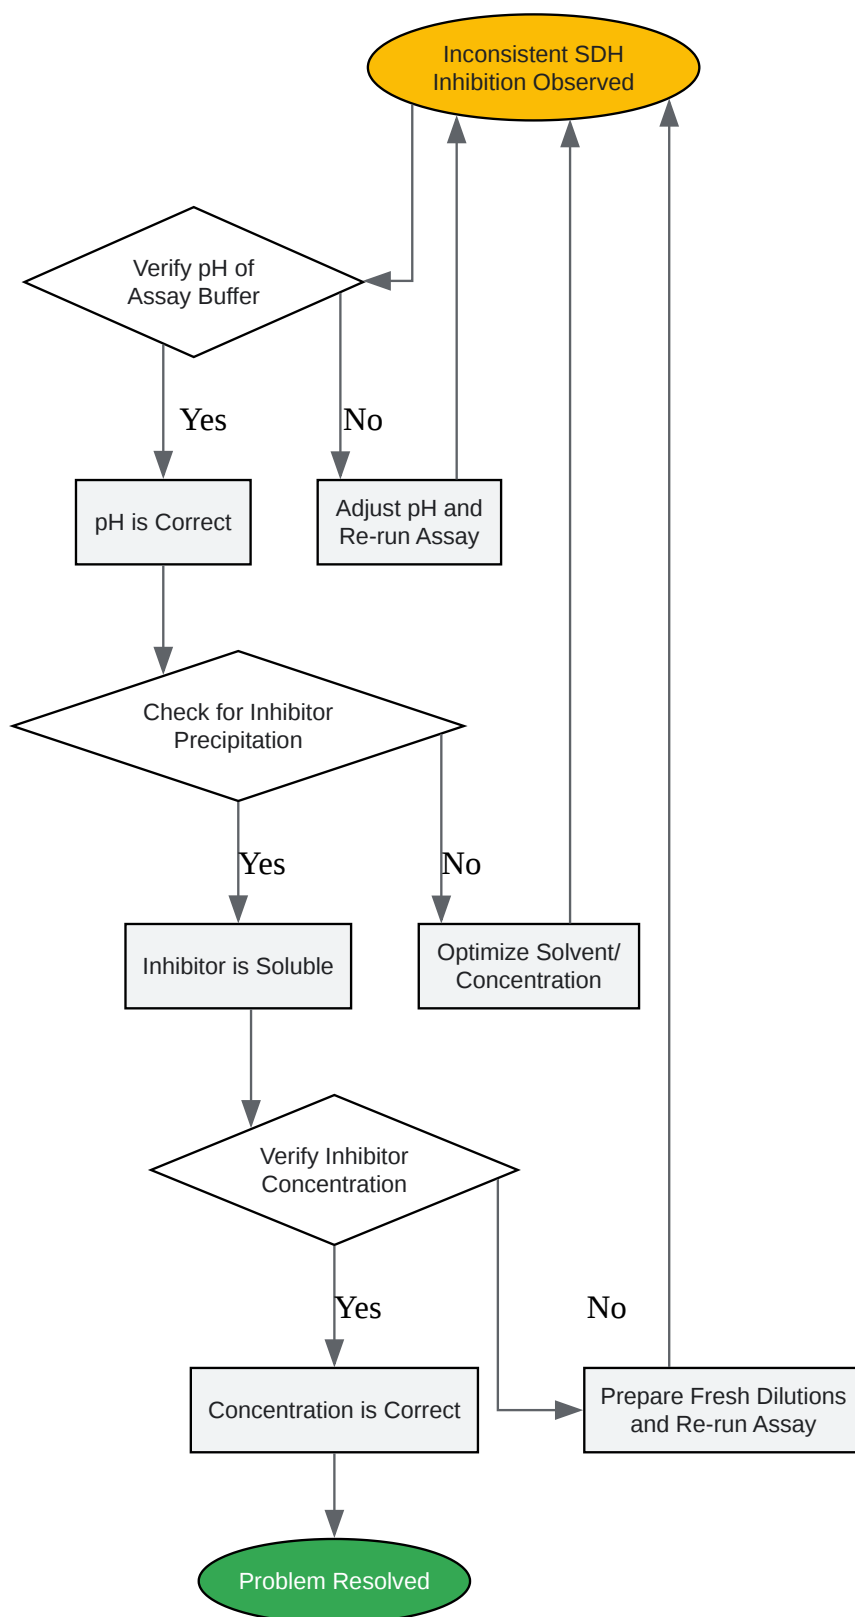 Inconsistent SDH
Inhibition Observed
Verify pH of
Assay Buffer
Yes
No
pH is Correct
Adjust pH and
Re-run Assay
Check for Inhibitor
Precipitation
Yes
No
Inhibitor is Soluble
Optimize Solvent/
Concentration
Verify Inhibitor
Concentration
Yes
No
Concentration is Correct
Prepare Fresh Dilutions
and Re-run Assay
Problem Resolved